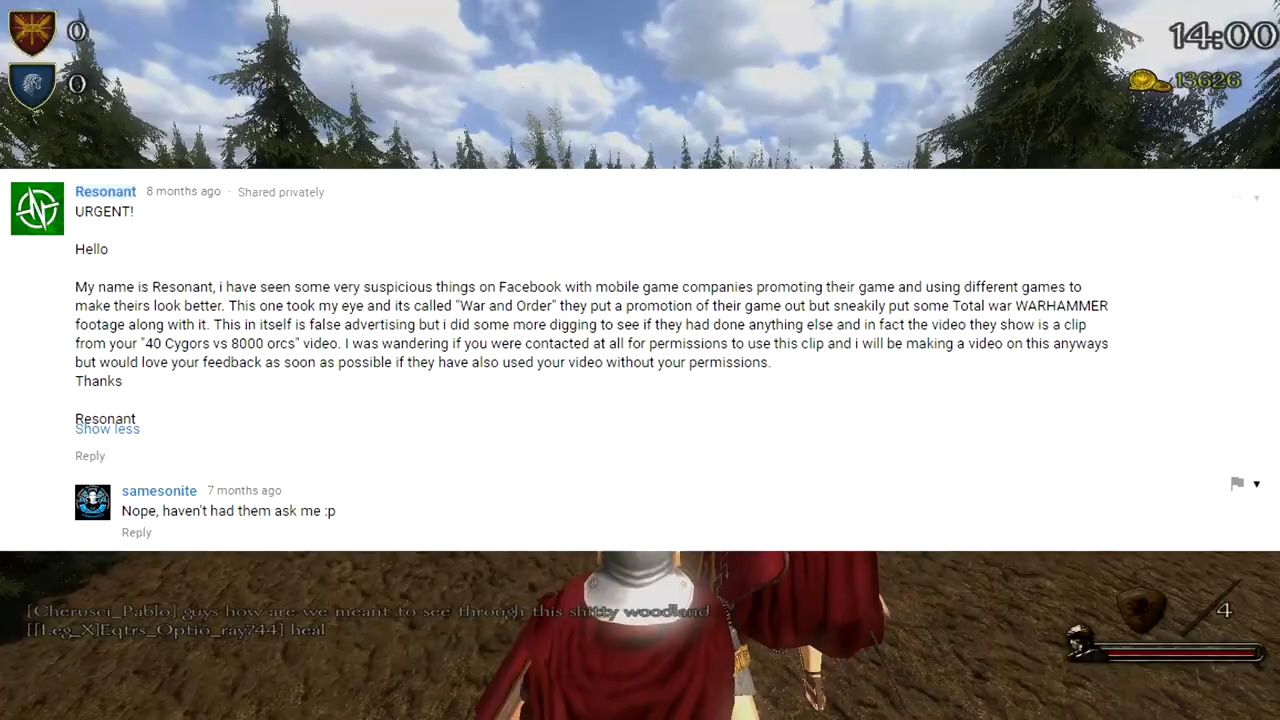 0
14:00
0
13626
Resonant 8 months ago · Shared privately
URGENT!
Hello
My name is Resonant, i have seen some very suspicious things on Facebook with mobile game companies promoting their game and using different games to
make theirs look better. This one took my eye and its called "War and Order" they put a promotion of their game out but sneakily put some Total war WARHAMMER
footage along with it. This in itself is false advertising but i did some more digging to see if they had done anything else and in fact the video they show is a clip
from your "40 Cygors vs 8000 orcs" video. I was wandering if you were contacted at all for permissions to use this clip and i will be making a video on this anyways
but would love your feedback as soon as possible if they have also used your video without your permissions.
Thanks
Resonant
Show less
Reply
samesonite 7 months ago
Nope, haven't had them ask me :p
Reply
[Cherusci_Pablo] guys how are we meant to see through this shitty woodland
[[Leg_X]Eqtrs_Optio_ray744] heal
4